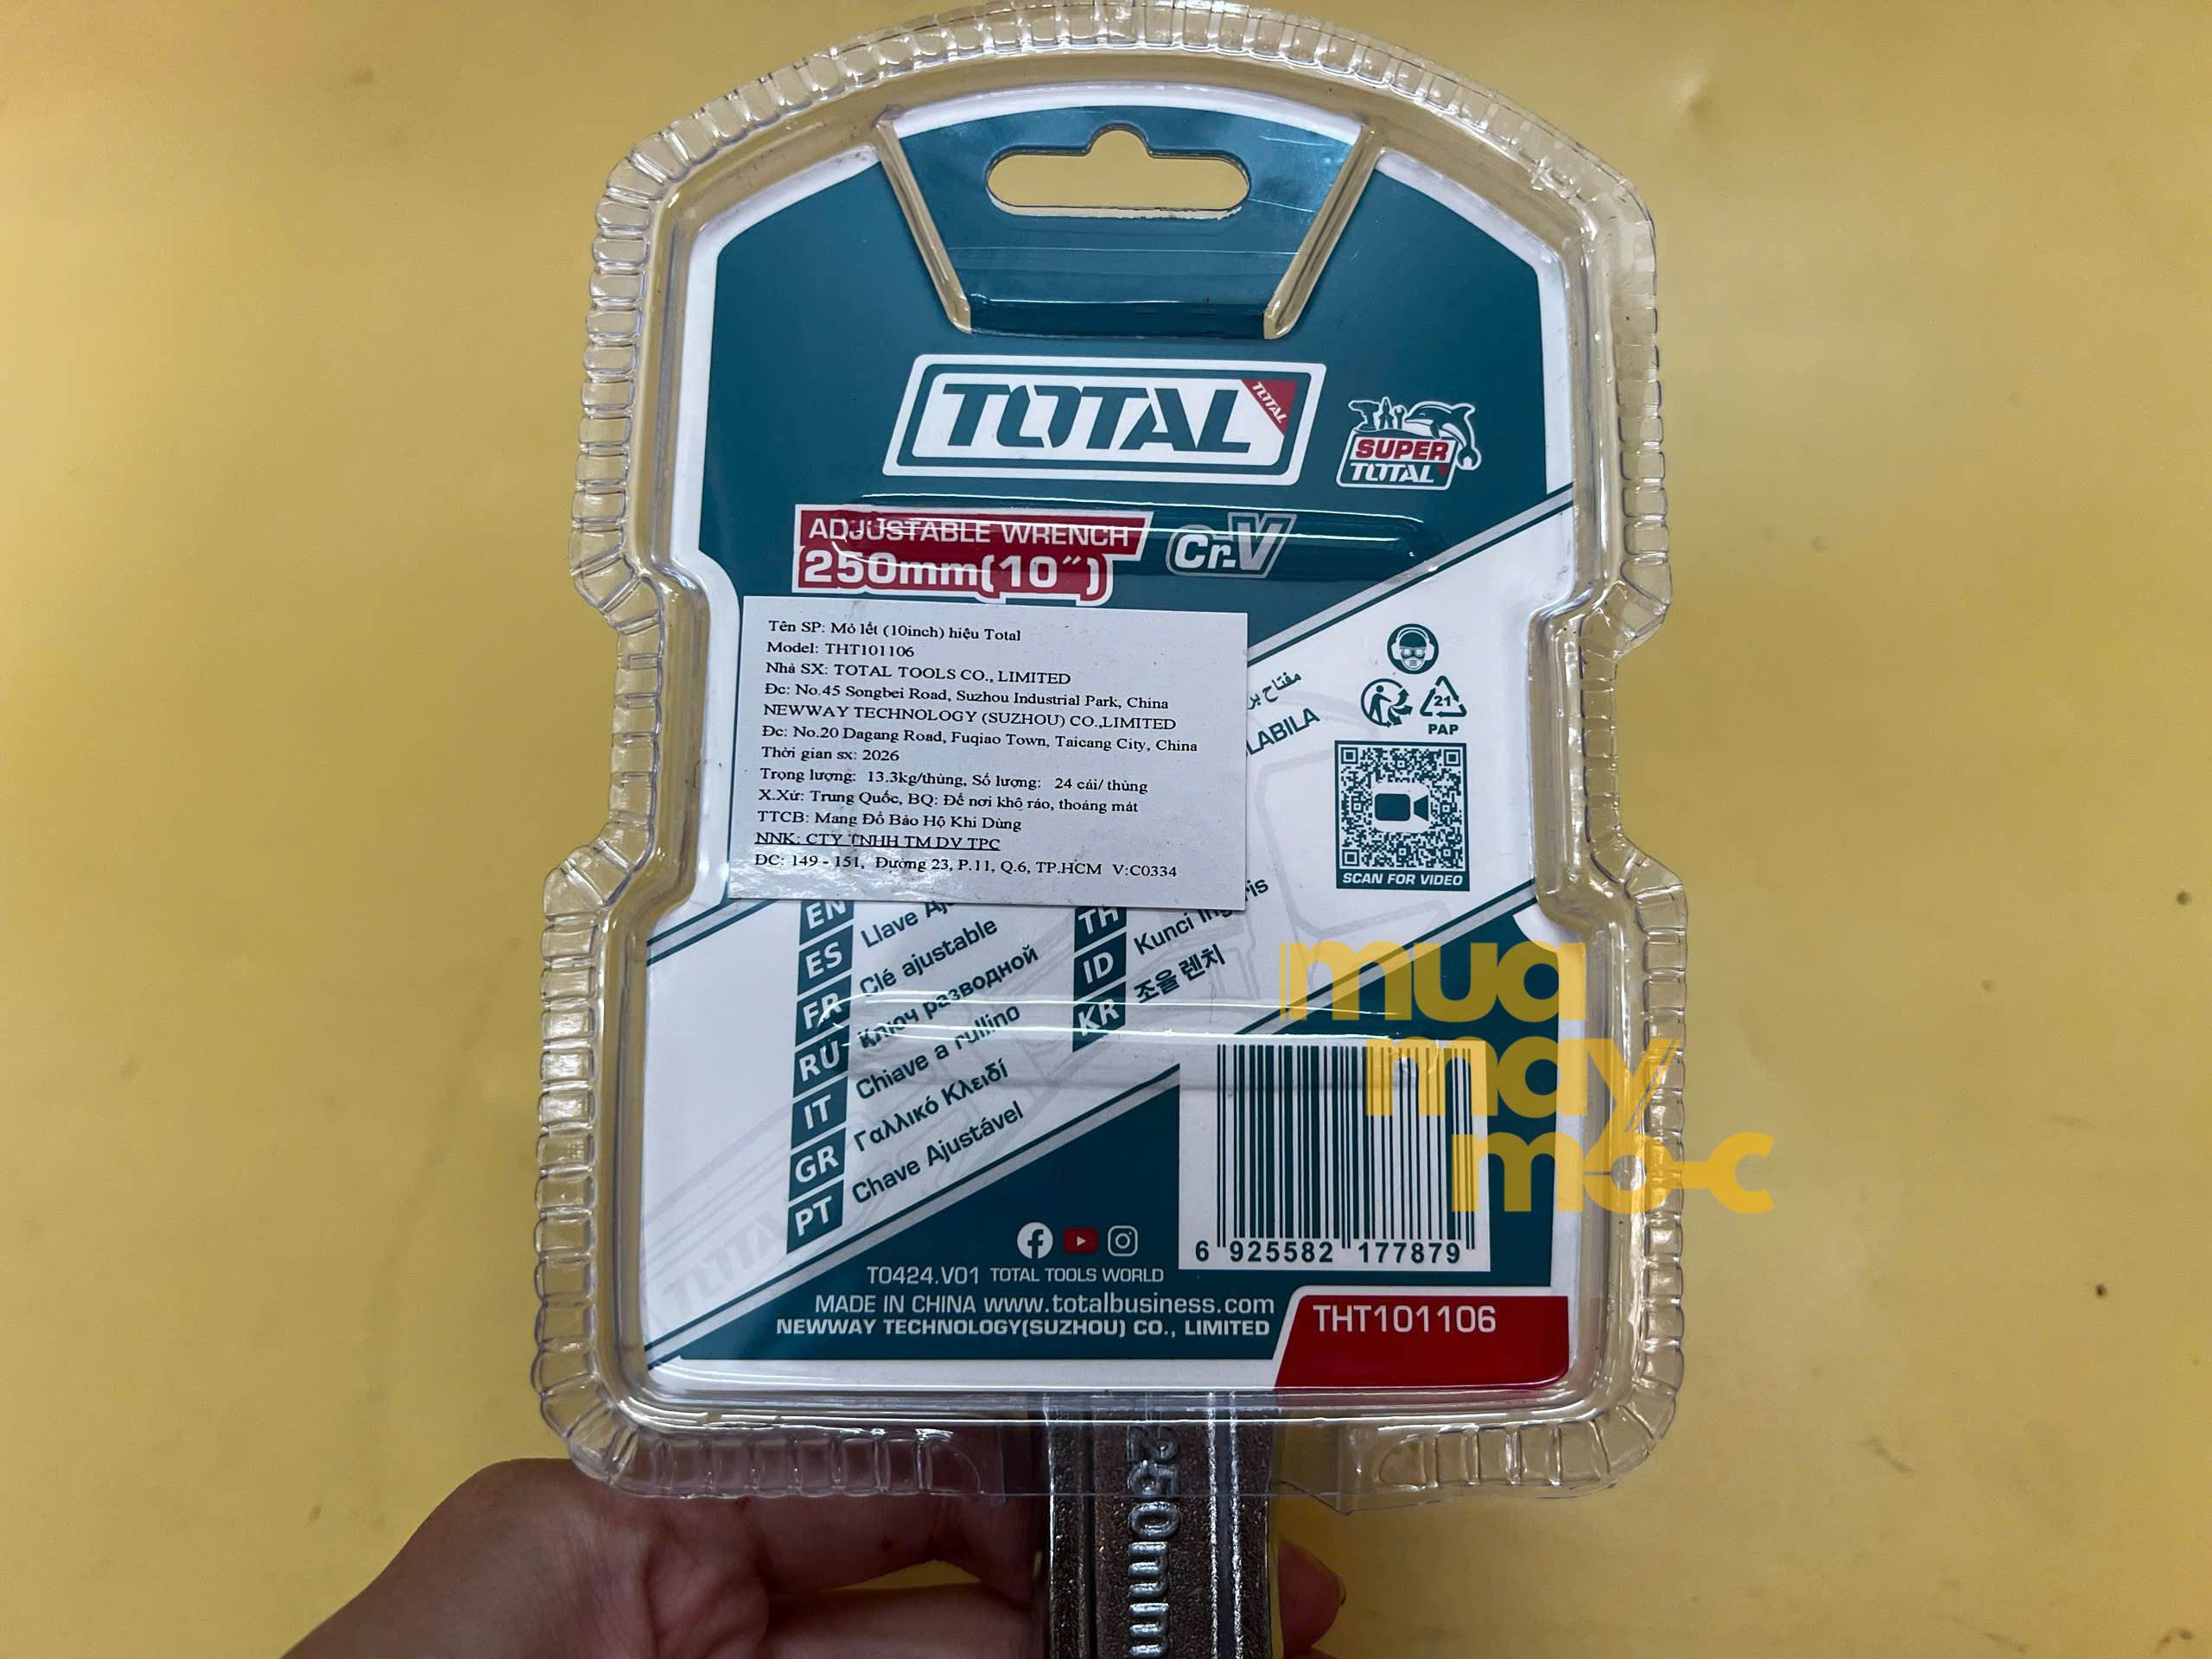 TOTAL
TOTAL
SUPER
TOTAL
ADJUSTABLE WRENCH
250mm(10")
Cr-V
Tên SP: Mỏ lết (10inch) hiệu Total
Model: THT101106
Nhà SX: TOTAL TOOLS CO., LIMITED
Đc: No.45 Songbei Road, Suzhou Industrial Park, China
NEWWAY TECHNOLOGY (SUZHOU) CO.,LIMITED
Đc: No.20 Dagang Road, Fuqiao Town, Taicang City, China
Thời gian sx: 2026
Trọng lượng: 13.3kg/thùng, Số lượng: 24 cái/ thùng
X.Xứ: Trung Quốc, BQ: Để nơi khô ráo, thoáng mát
TTCB: Mang Đồ Bảo Hộ Khi Dùng
NNK: CTY TNHH TM DV TPC
ĐC: 149 - 151, Đường 23, P.11, Q.6, TP.HCM V:C0334
مفتاح
21
PAP
SCAN FOR VIDEO
EN
ES Llave
FR Clé ajustable
RU Ключ разводной
IT Chiave a rullino
GR Γαλλικό Κλειδί
PT Chave Ajustável
TH
ID Kunci
KR 조율 렌치
mua
may
mo-c
6 925582 177879
T0424.V01 TOTAL TOOLS WORLD
MADE IN CHINA www.totalbusiness.com
NEWWAY TECHNOLOGY(SUZHOU) CO., LIMITED
THT101106
250mm